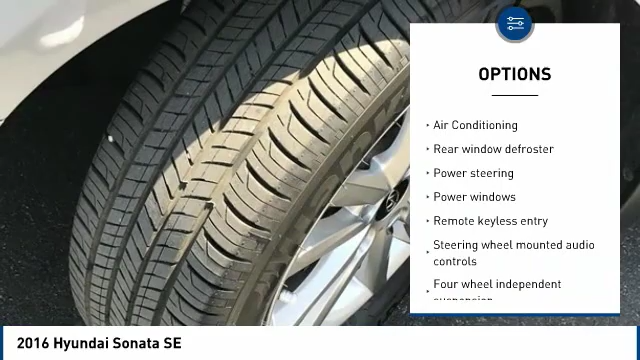 OPTIONS
Air Conditioning
Rear window defroster
Power steering
Power windows
Remote keyless entry
Steering wheel mounted audio
controls
Four wheel independent
suspension
2016 Hyundai Sonata SE